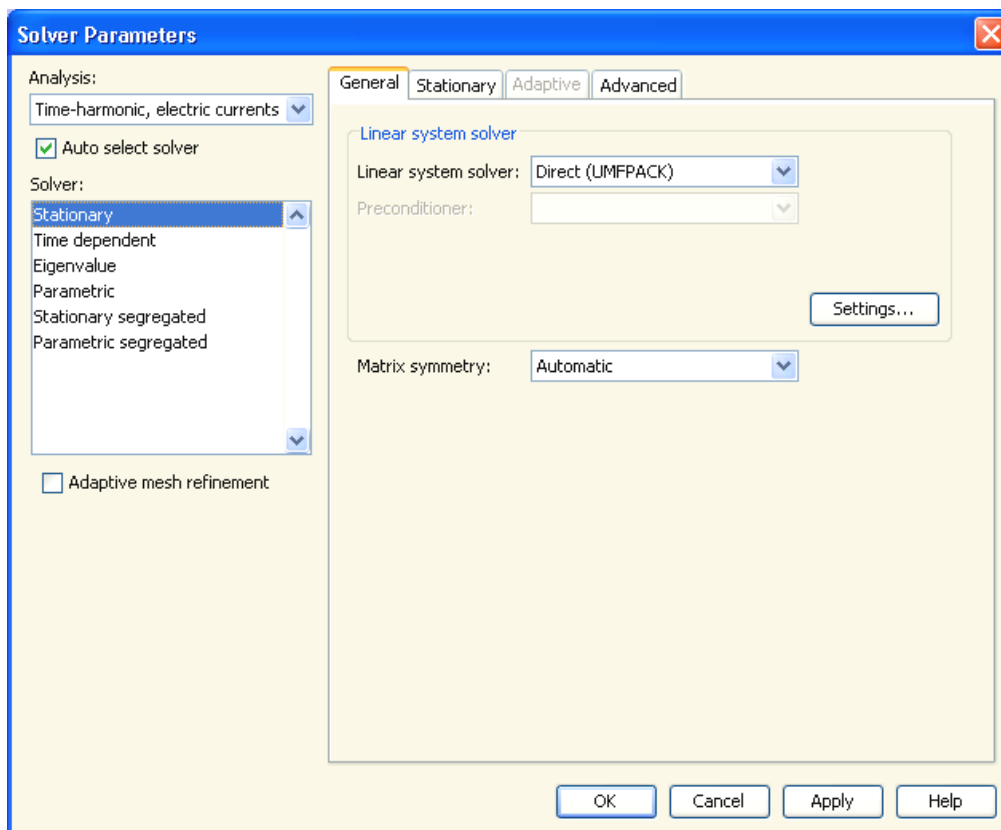 Solver Parameters
Analysis:
Time-harmonic, electric currents
Auto select solver
Solver:
Stationary
Time dependent
Eigenvalue
Parametric
Stationary segregated
Parametric segregated
Adaptive mesh refinement
General Stationary Adaptive Advanced
Linear system solver
Linear system solver: Direct (UMFPACK)
Preconditioner:
Settings...
Matrix symmetry: Automatic
OK Cancel Apply Help